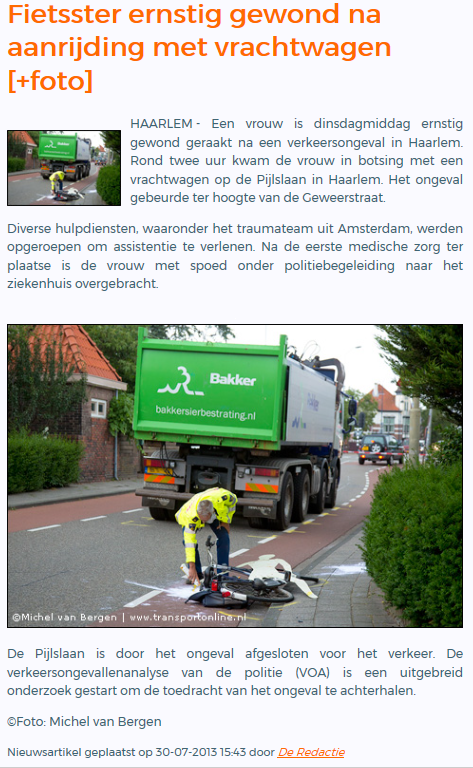 Fietsster ernstig gewond na
aanrijding met vrachtwagen
[+foto]
HAARLEM - Een vrouw is dinsdagmiddag ernstig
gewond geraakt na een verkeersongeval in Haarlem.
Rond twee uur kwam de vrouw in botsing met een
vrachtwagen op de Pijlslaan in Haarlem. Het ongeval
gebeurde ter hoogte van de Geweerstraat.
Diverse hulpdiensten, waaronder het traumateam uit Amsterdam, werden
opgeroepen om assistentie te verlenen. Na de eerste medische zorg ter
plaatse is de vrouw met spoed onder politiebegeleiding naar het
ziekenhuis overgebracht.
Bakker
bakkersierbestrating.nl
©Michel van Bergen | www.transportonline.nl
De Pijlslaan is door het ongeval afgesloten voor het verkeer. De
verkeersongevallenanalyse van de politie (VOA) is een uitgebreid
onderzoek gestart om de toedracht van het ongeval te achterhalen.
©Foto: Michel van Bergen
Nieuwsartikel geplaatst op 30-07-2013 15:43 door De Redactie